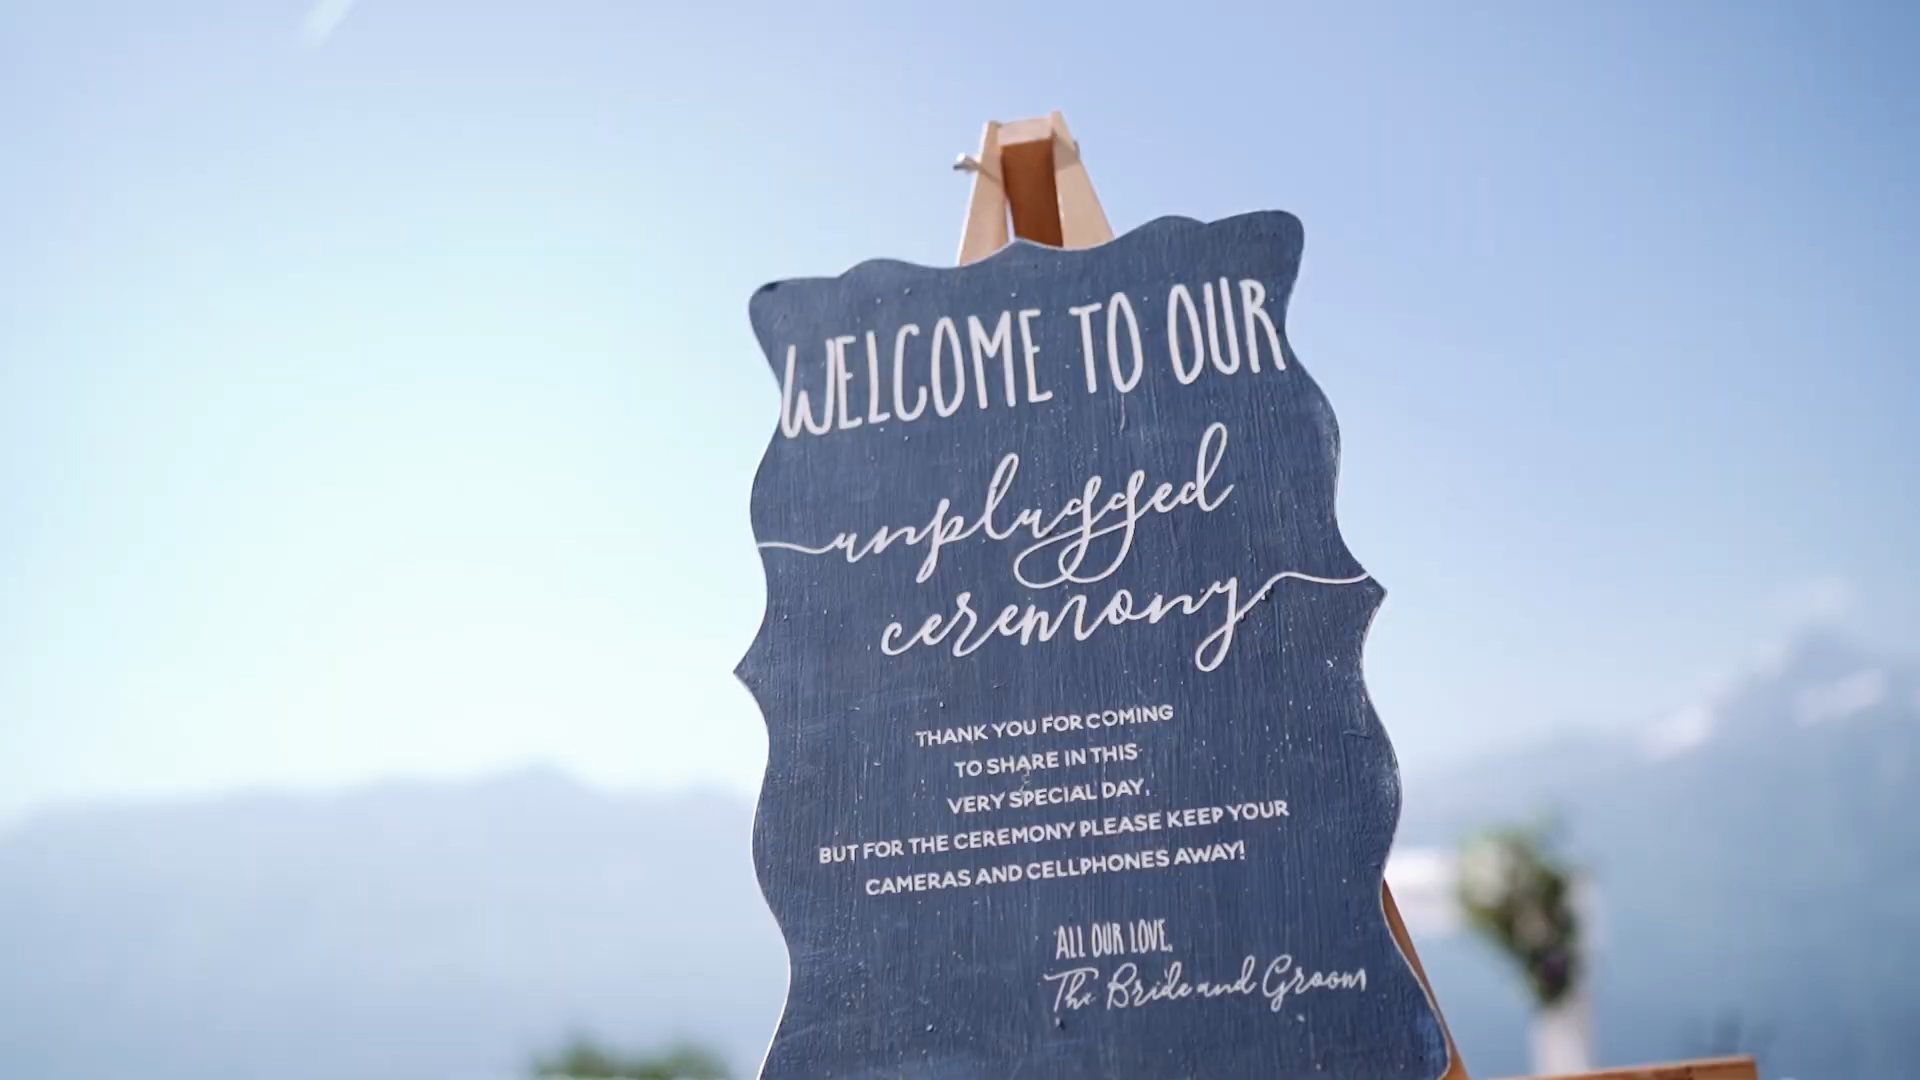 WELCOME TO OUR
unplugged
ceremony
THANK YOU FOR COMING
TO SHARE IN THIS
VERY SPECIAL DAY,
BUT FOR THE CEREMONY PLEASE KEEP YOUR
CAMERAS AND CELLPHONES AWAY!
ALL OUR LOVE,
The Bride and Groom